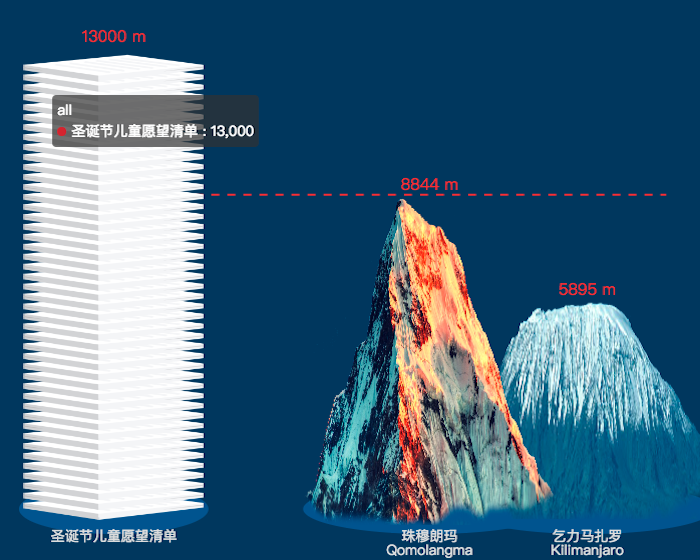 13000 m
all
圣诞节儿童愿望清单 : 13,000
8844 m
5895 m
圣诞节儿童愿望清单
珠穆朗玛
Qomolangma
乞力马扎罗
Kilimanjaro